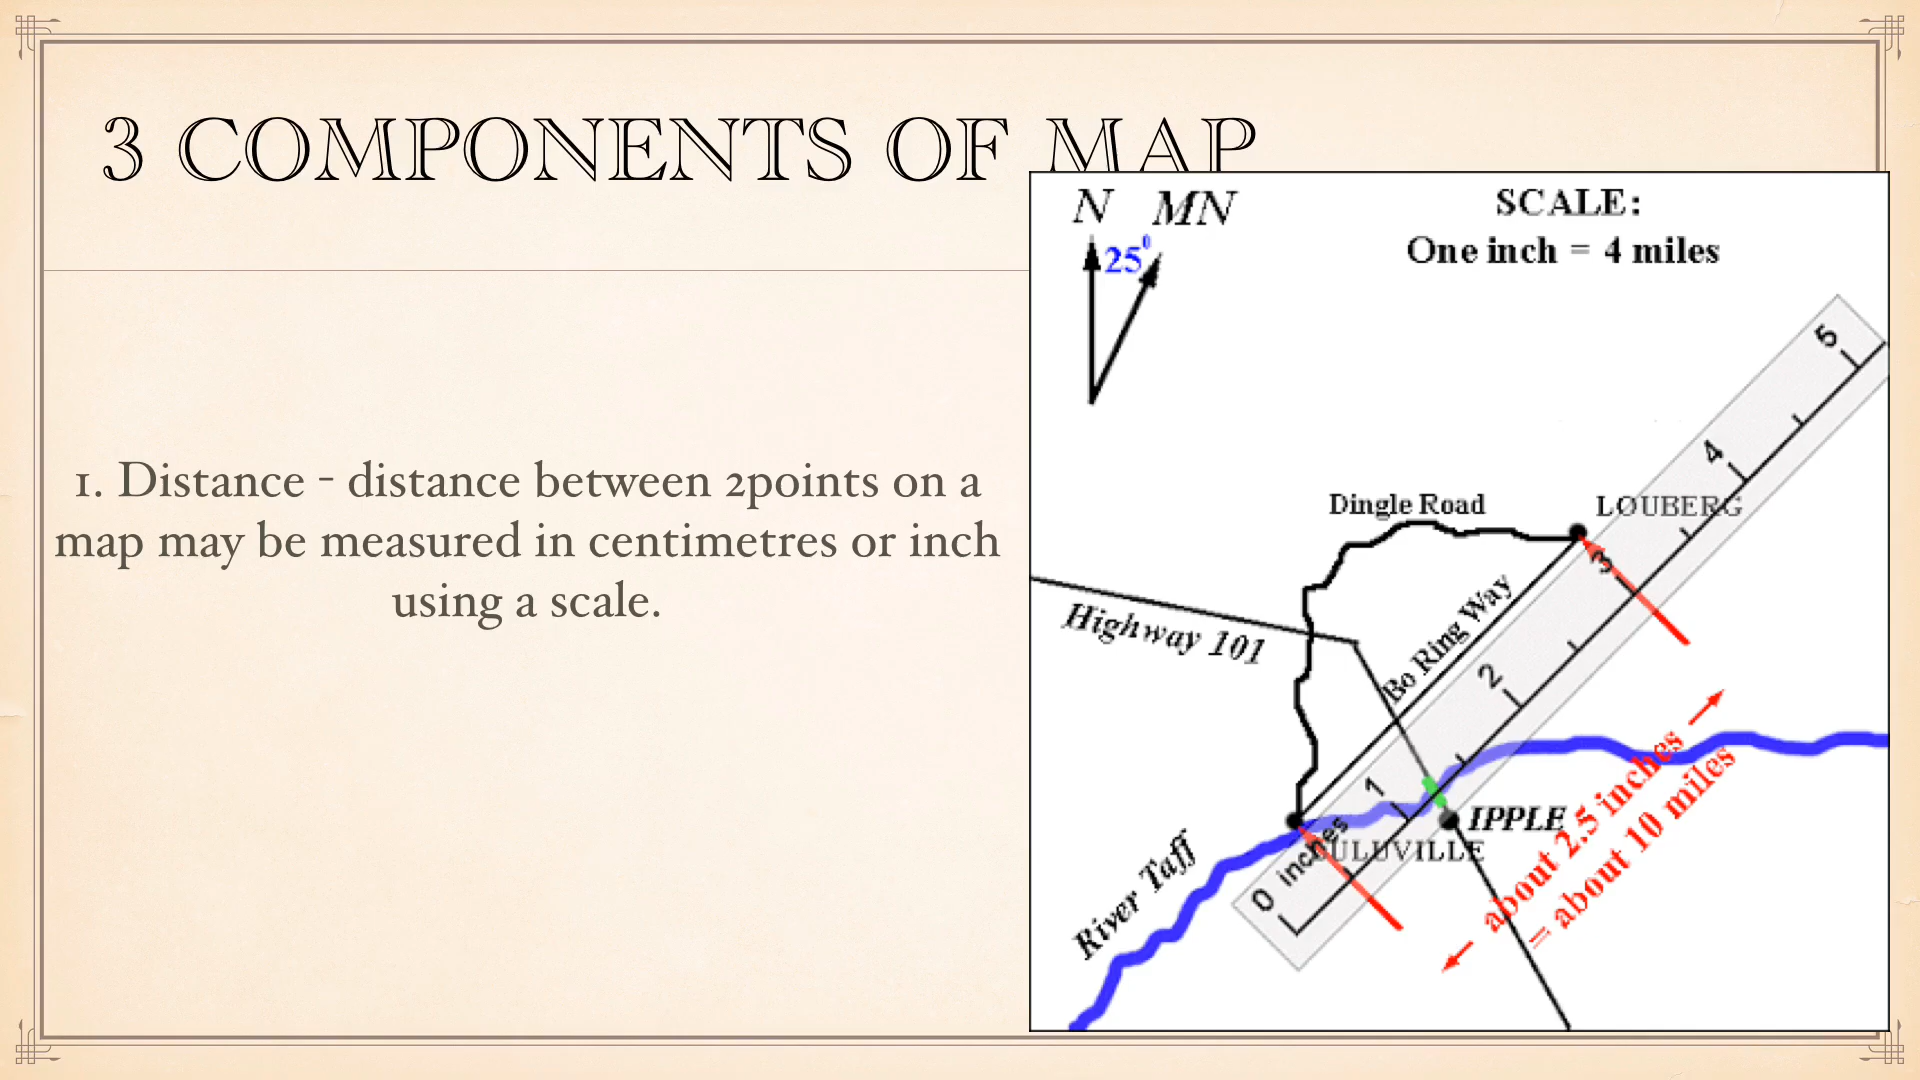 3 COMPONENTS OF MAP
1. Distance - distance between 2points on a
map may be measured in centimetres or inch
using a scale.
N MN
25⁰
SCALE:
One inch = 4 miles
Dingle Road
LOUBERG
Highway 101
Bo Ring Way
River Taff
IPPLE
ULUVILLE
0 inches 1 2 3 4 5
about 2.5 inches
= about 10 miles